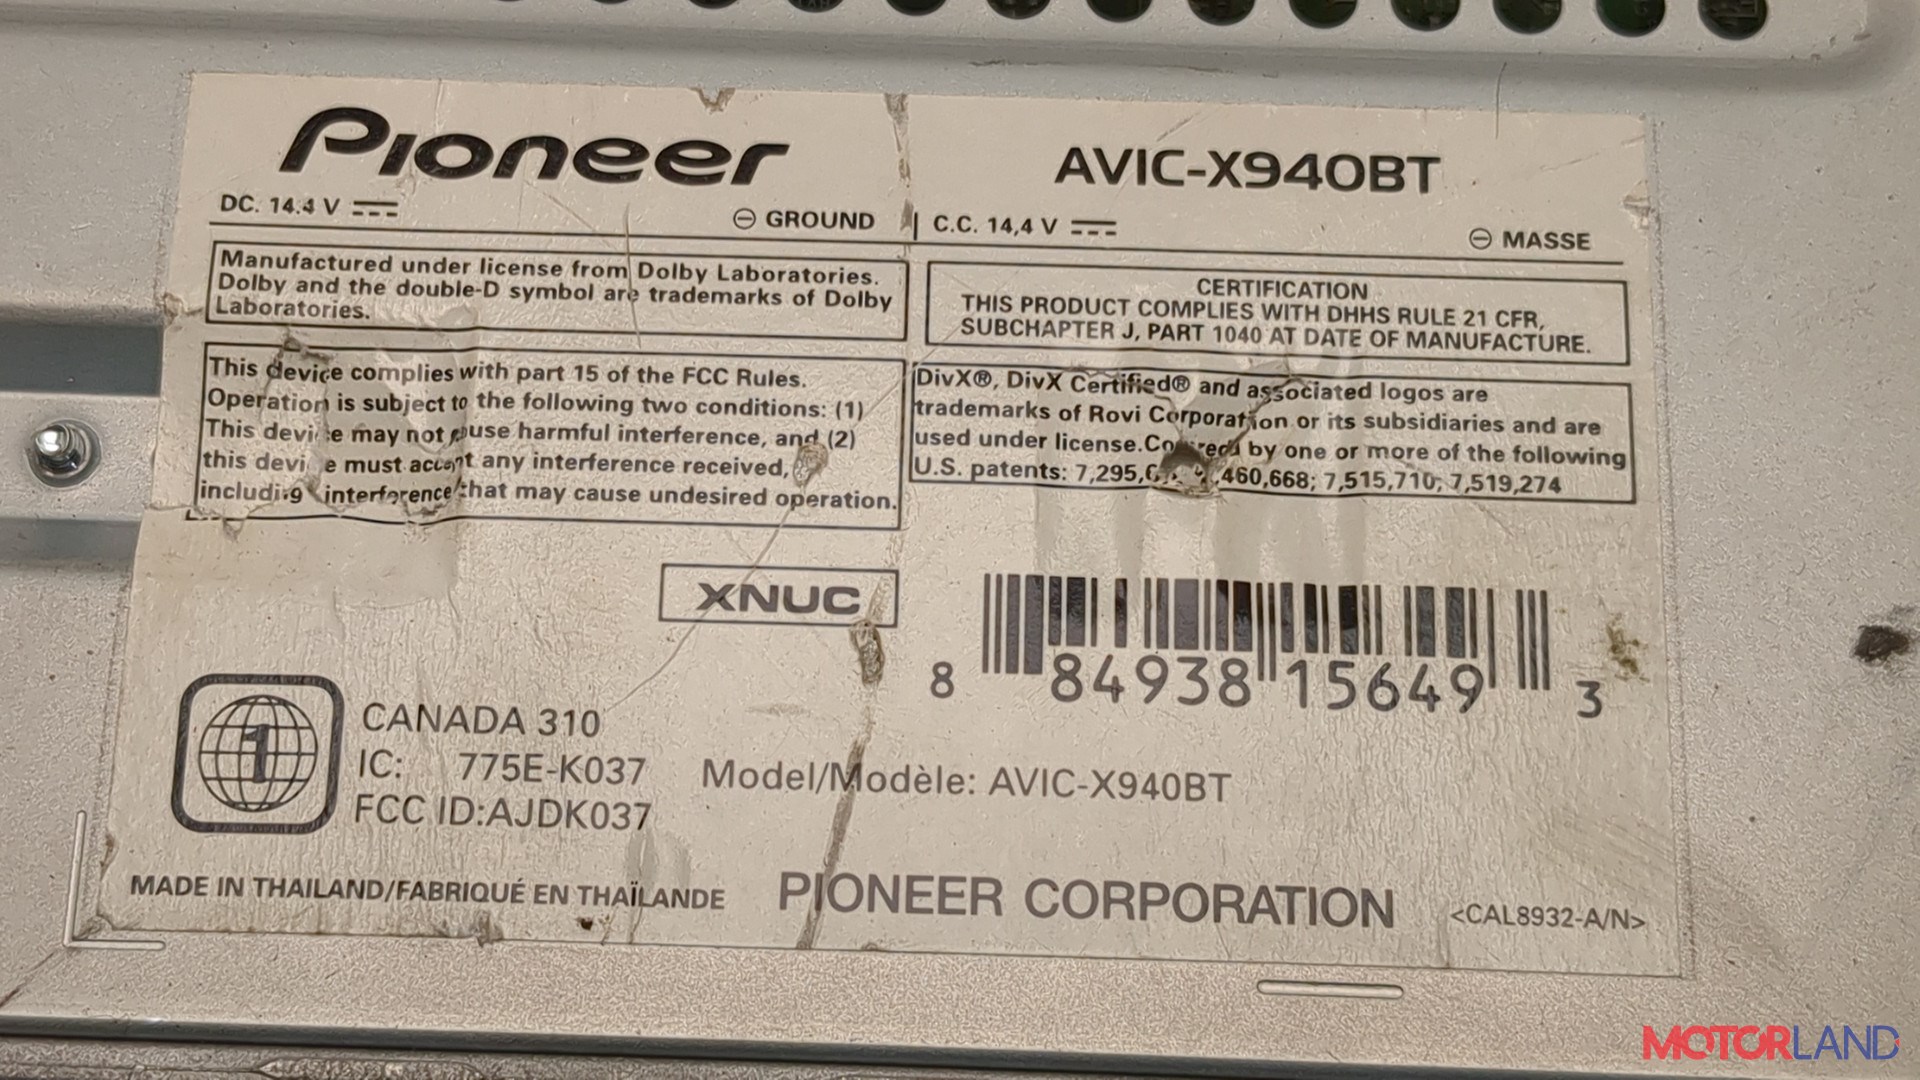 Pioneer
AVIC-X940BT
DC. 14.4 V
⊖ GROUND
C.C. 14,4 V
⊖ MASSE
Manufactured under license from Dolby Laboratories.
Dolby and the double-D symbol are trademarks of Dolby
Laboratories.
CERTIFICATION
THIS PRODUCT COMPLIES WITH DHHS RULE 21 CFR,
SUBCHAPTER J, PART 1040 AT DATE OF MANUFACTURE.
This device complies with part 15 of the FCC Rules.
Operation is subject to the following two conditions: (1)
This device may not cause harmful interference, and (2)
this device must accept any interference received,
including interference that may cause undesired operation.
DivX®, DivX Certified® and associated logos are
trademarks of Rovi Corporation or its subsidiaries and are
used under license. Covered by one or more of the following
U.S. patents: ,460,668; 7,515,710; 7,519,274
XNUC
8 84938 15649 3
1
CANADA 310
IC: 775E-K037
FCC ID:AJDK037
Model/Modèle: AVIC-X940BT
MADE IN THAILAND/FABRIQUÉ EN THAÏLANDE
PIONEER CORPORATION
<CAL8932-A/N>
MOTORLAND